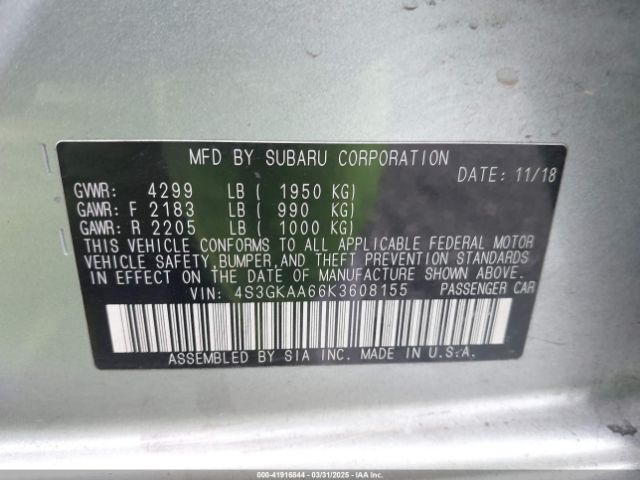 MFD BY SUBARU CORPORATION
DATE: 11/18
GVWR: 4299 LB ( 1950 KG)
GAWR: F 2183 LB ( 990 KG)
GAWR: R 2205 LB ( 1000 KG)
THIS VEHICLE CONFORMS TO ALL APPLICABLE FEDERAL MOTOR
VEHICLE SAFETY, BUMPER, AND THEFT PREVENTION STANDARDS
IN EFFECT ON THE DATE OF MANUFACTURE SHOWN ABOVE.
VIN: 4S3GKAA66K3608155 PASSENGER CAR
ASSEMBLED BY SIA INC. MADE IN U.S.A.
000-41916844 - 03/31/2025 - IAAI.COM